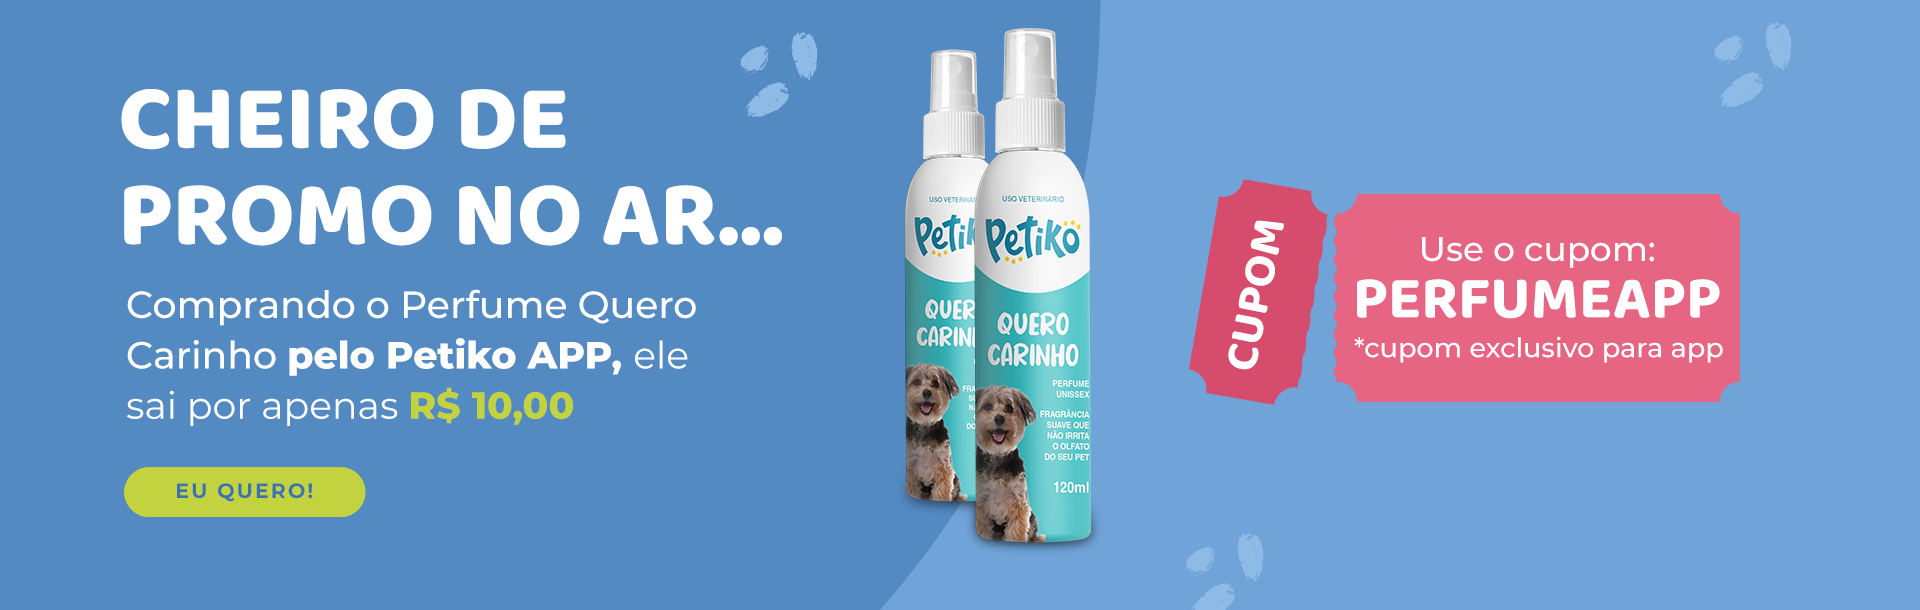 CHEIRO DE
PROMO NO AR...
Comprando o Perfume Quero
Carinho pelo Petiko APP, ele
sai por apenas R$ 10,00
EU QUERO!
USO VETERINÁRIO
Petiko
QUERO
CARINHO
PERFUME
UNISSEX
FRAGRÂNCIA
SUAVE QUE
NÃO IRRITA
O OLFATO
DO SEU PET
120ml
CUPOM
Use o cupom:
PERFUMEAPP
*cupom exclusivo para app